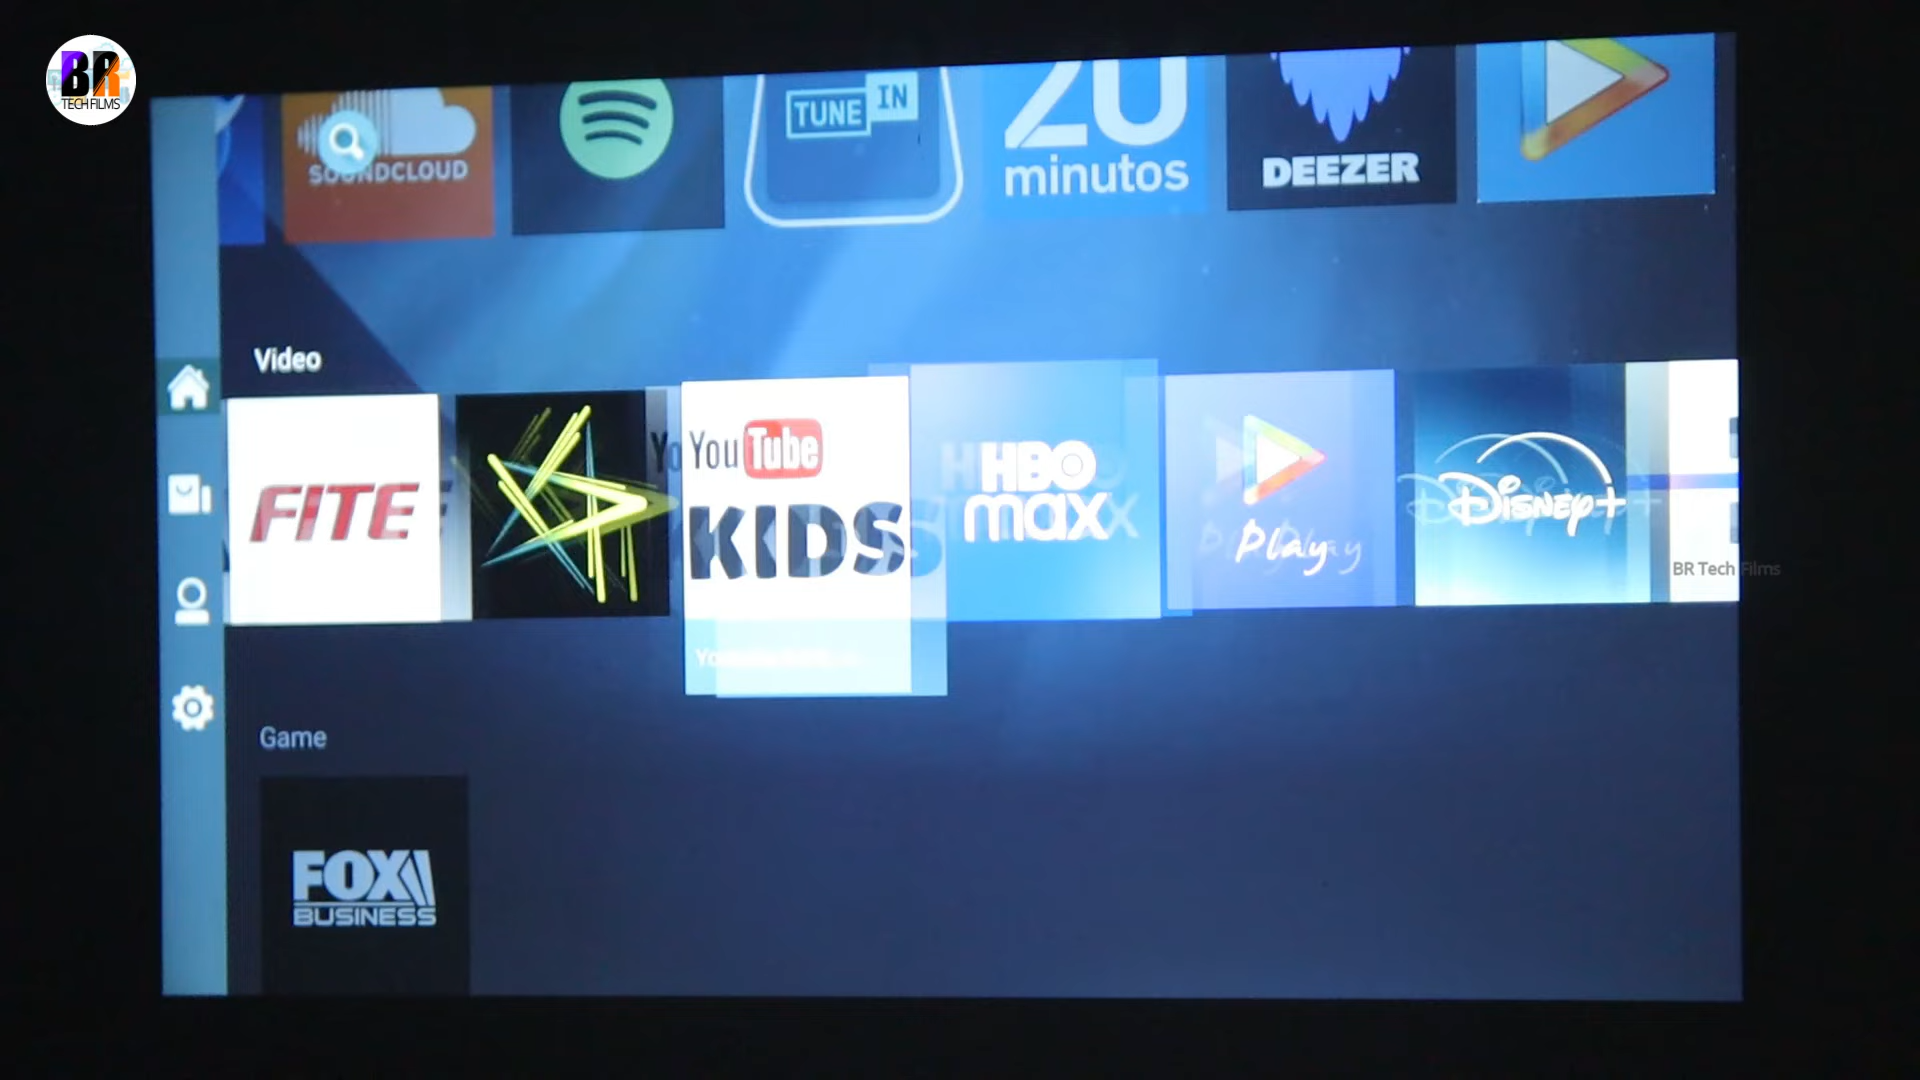 BR
TECH FILMS
SOUNDCLOUD
TUNE IN
20
minutos
DEEZER
Video
FITE
YouTube
KIDS
HBO
max
Play
Disney+
BR Tech Films
Game
FOX
BUSINESS